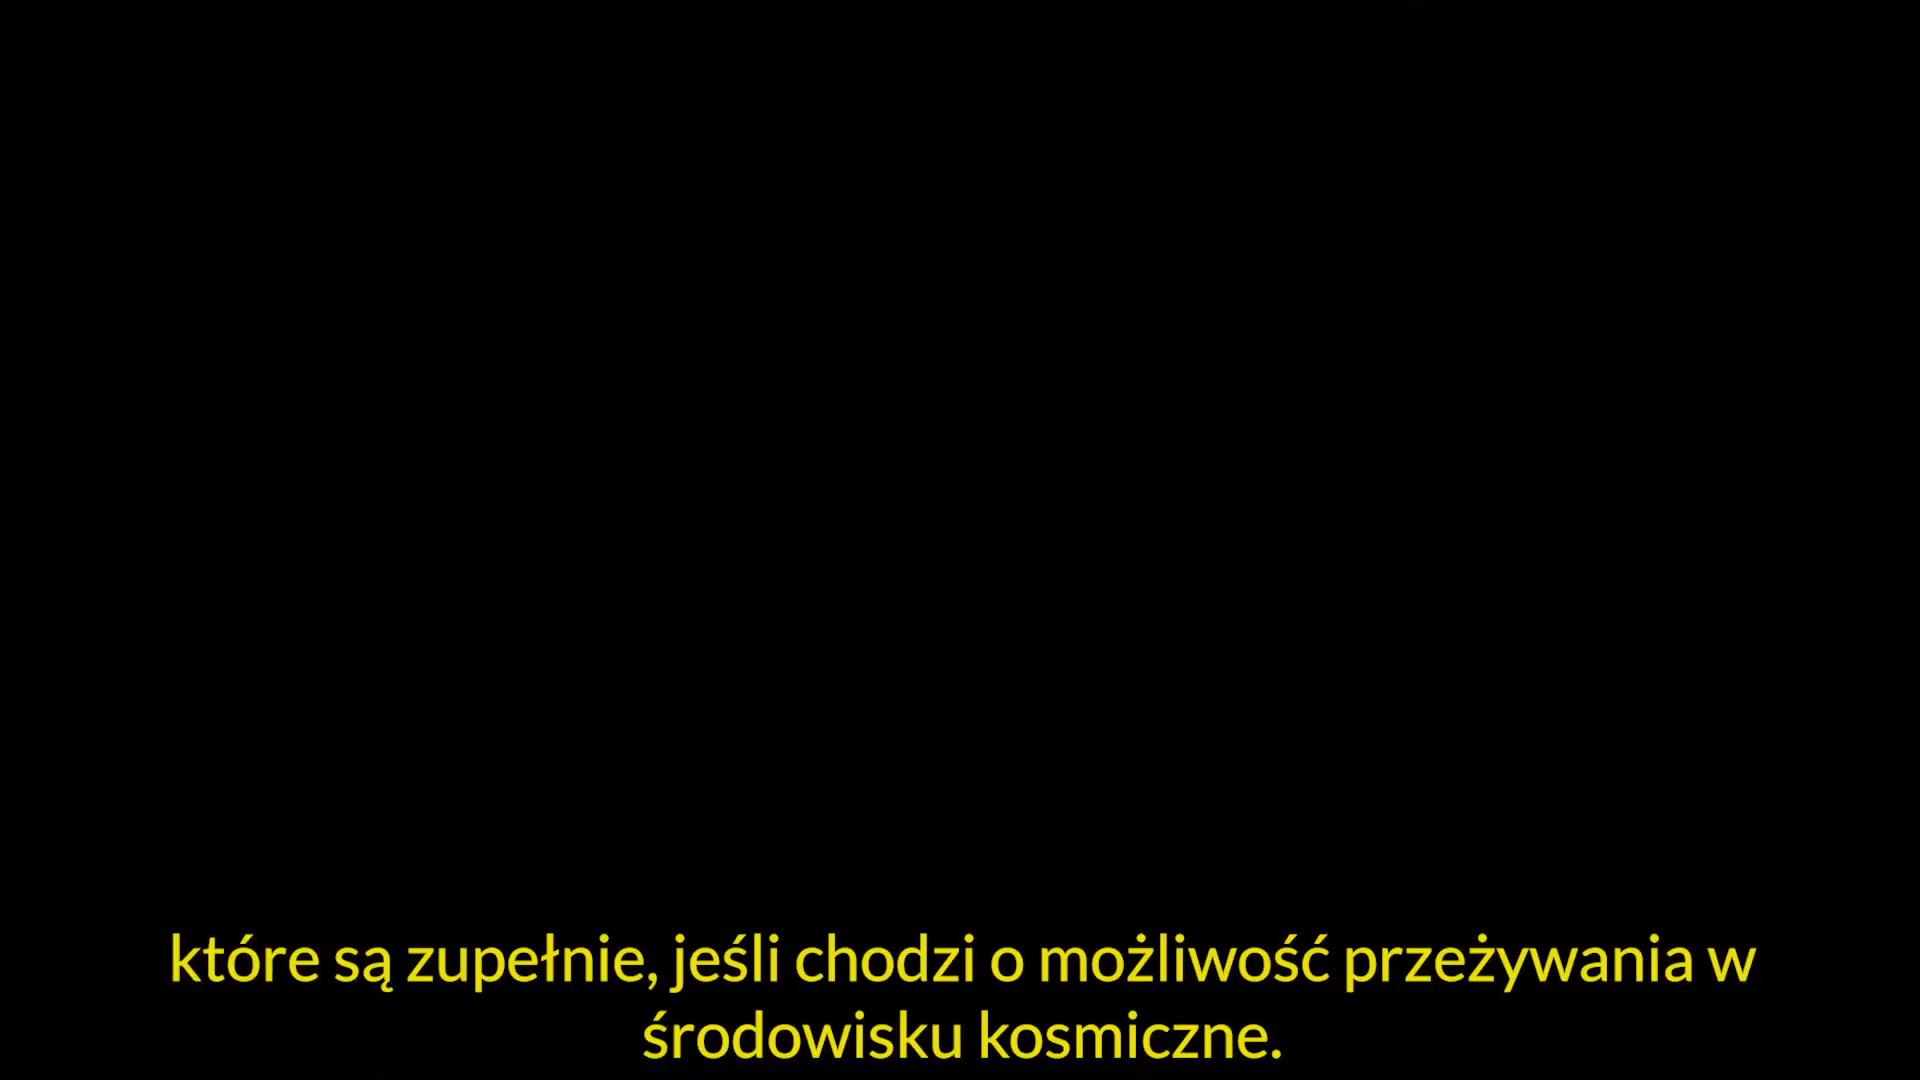 które są zupełnie, jeśli chodzi o możliwość przeżywania w
środowisku kosmiczne.